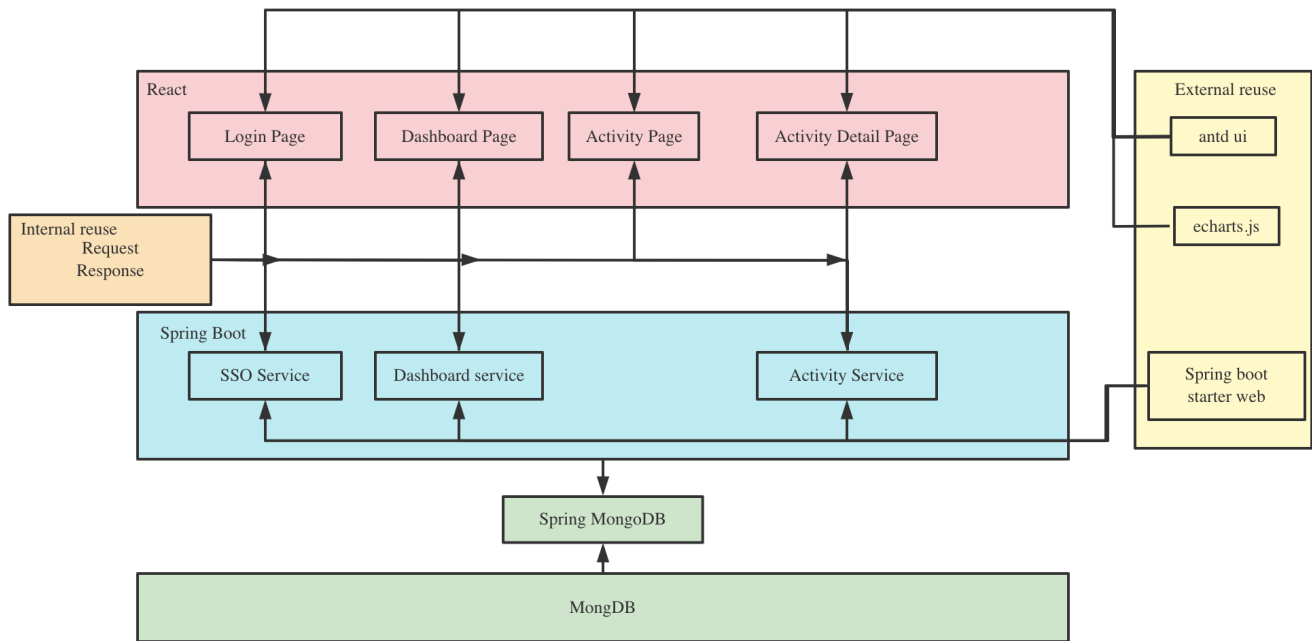 React
Login Page
Dashboard Page
Activity Page
Activity Detail Page
External reuse
antd ui
echarts.js
Internal reuse
Request
Response
Spring Boot
SSO Service
Dashboard service
Activity Service
Spring boot
starter web
Spring MongoDB
MongDB